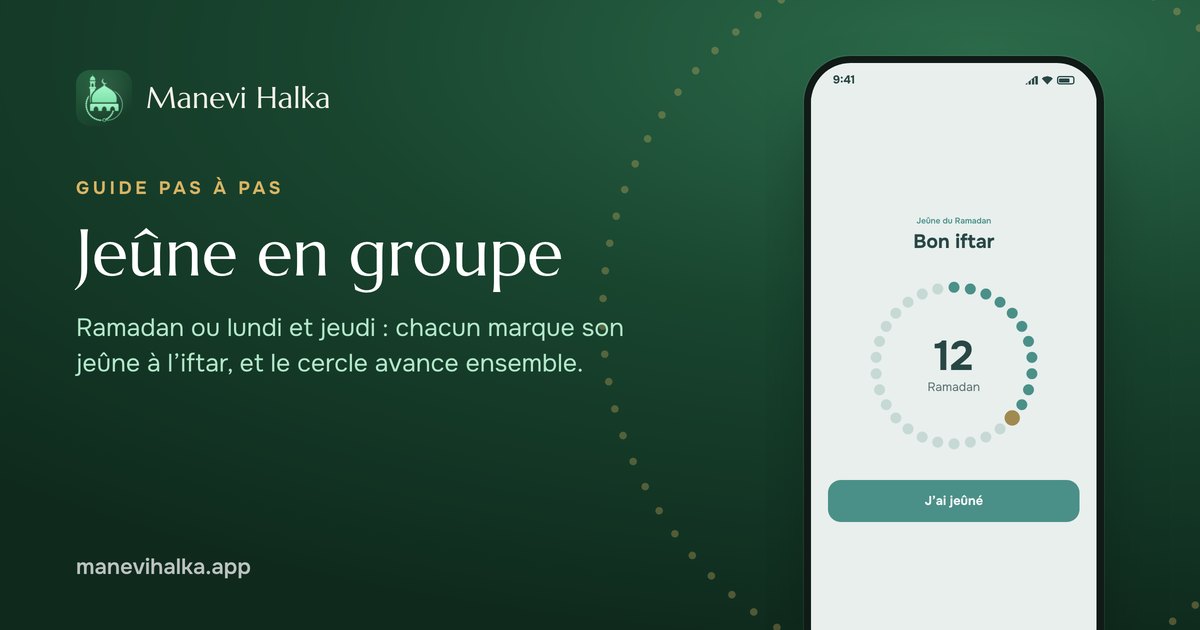 Manevi Halka
GUIDE PAS À PAS
Jeûne en groupe
Ramadan ou lundi et jeudi : chacun marque son
jeûne à l’iftar, et le cercle avance ensemble.
manevihalka.app
9:41
Jeûne du Ramadan
Bon iftar
12
Ramadan
J’ai jeûné